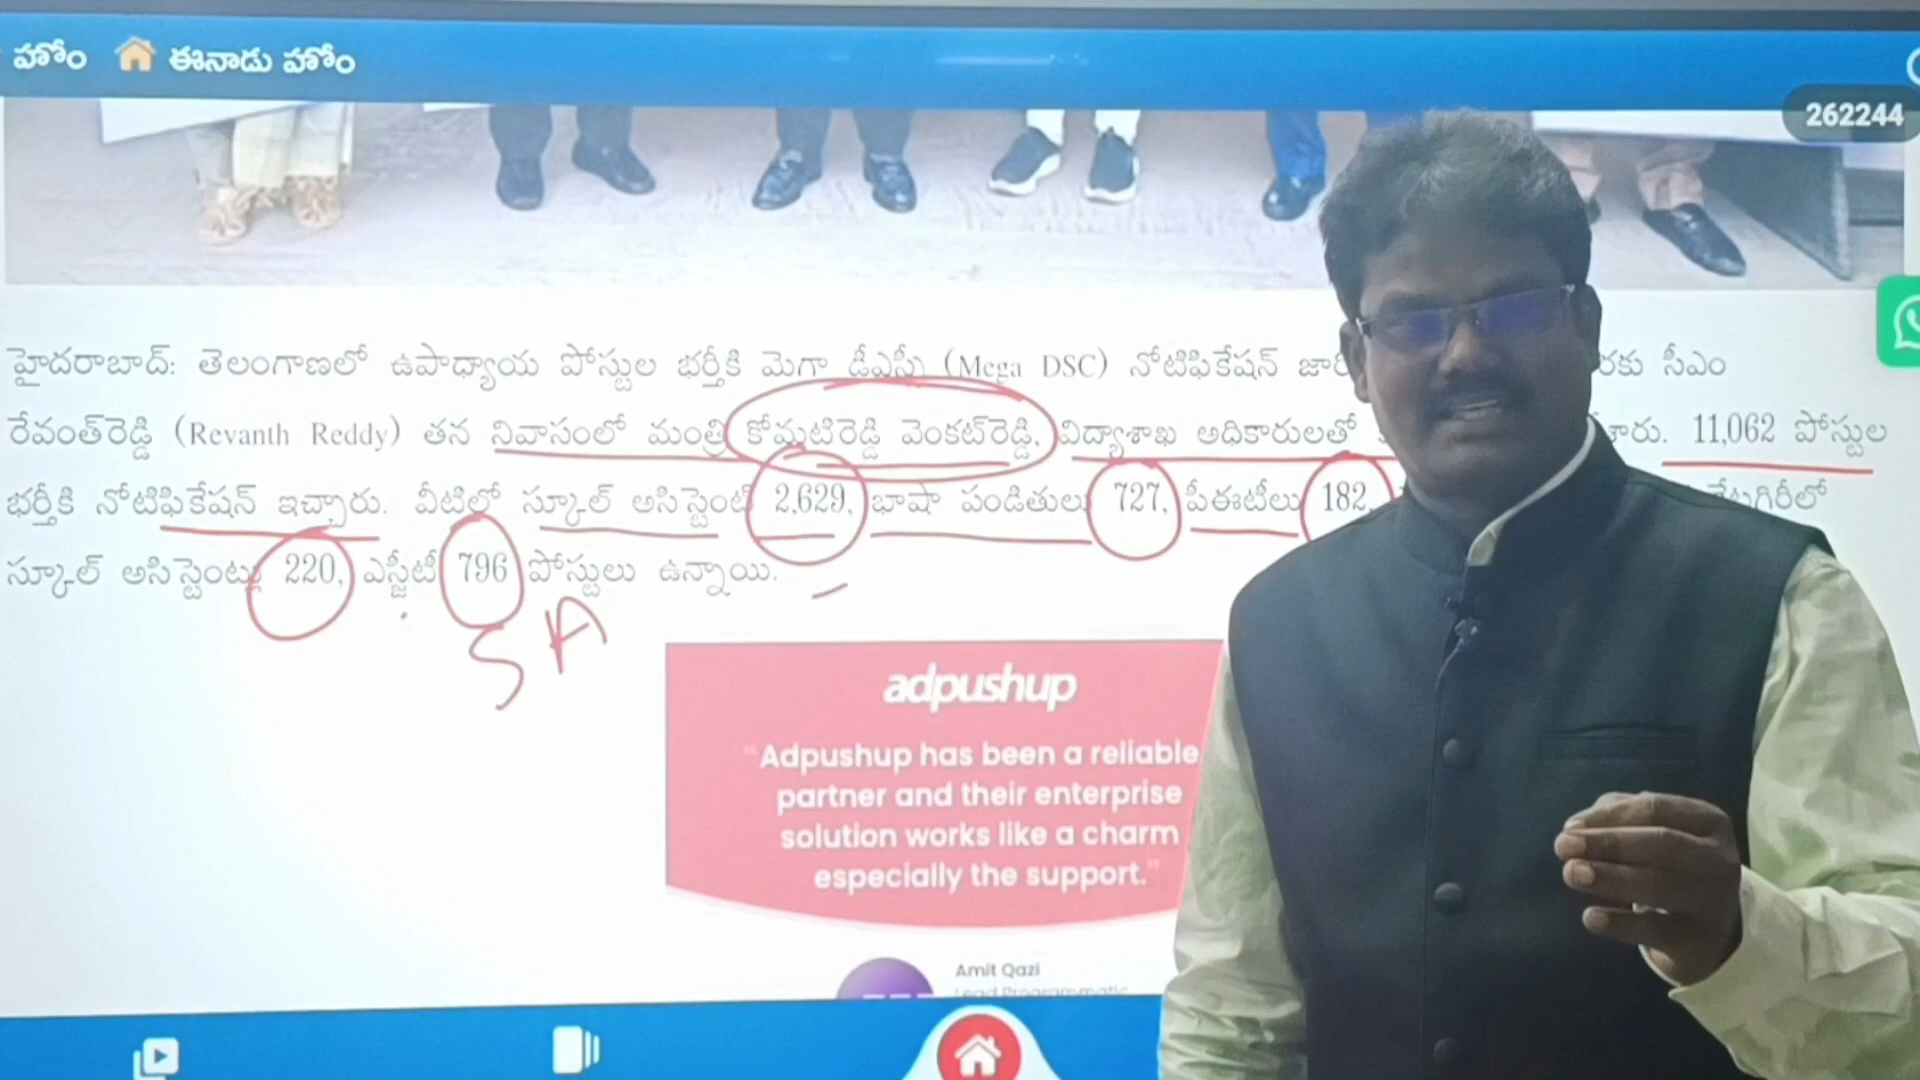 హోం ఈనాడు హోం
262244
హైదరాబాద్: తెలంగాణలో ఉపాధ్యాయ పోస్టుల భర్తీకి మెగా డీఎస్సీ (Mega DSC) నోటిఫికేషన్ సీఎం
రేవంత్‌రెడ్డి (Revanth Reddy) తన నివాసంలో మంత్రి కోమటిరెడ్డి వెంకట్‌రెడ్డి, విద్యాశాఖ అధికారులతో 11,062 పోస్టుల
భర్తీకి నోటిఫికేషన్ ఇచ్చారు. వీటిలో స్కూల్ అసిస్టెంట్ 2,629, భాషా పండితులు 727, పీఈటీలు 182,
స్కూల్ అసిస్టెంట్లు 220, ఎస్జీటీ 796 పోస్టులు ఉన్నాయి.
SA
adpushup
"Adpushup has been a reliable
partner and their enterprise
solution works like a charm
especially the support."
Amit Qazi
Lead Programmatic